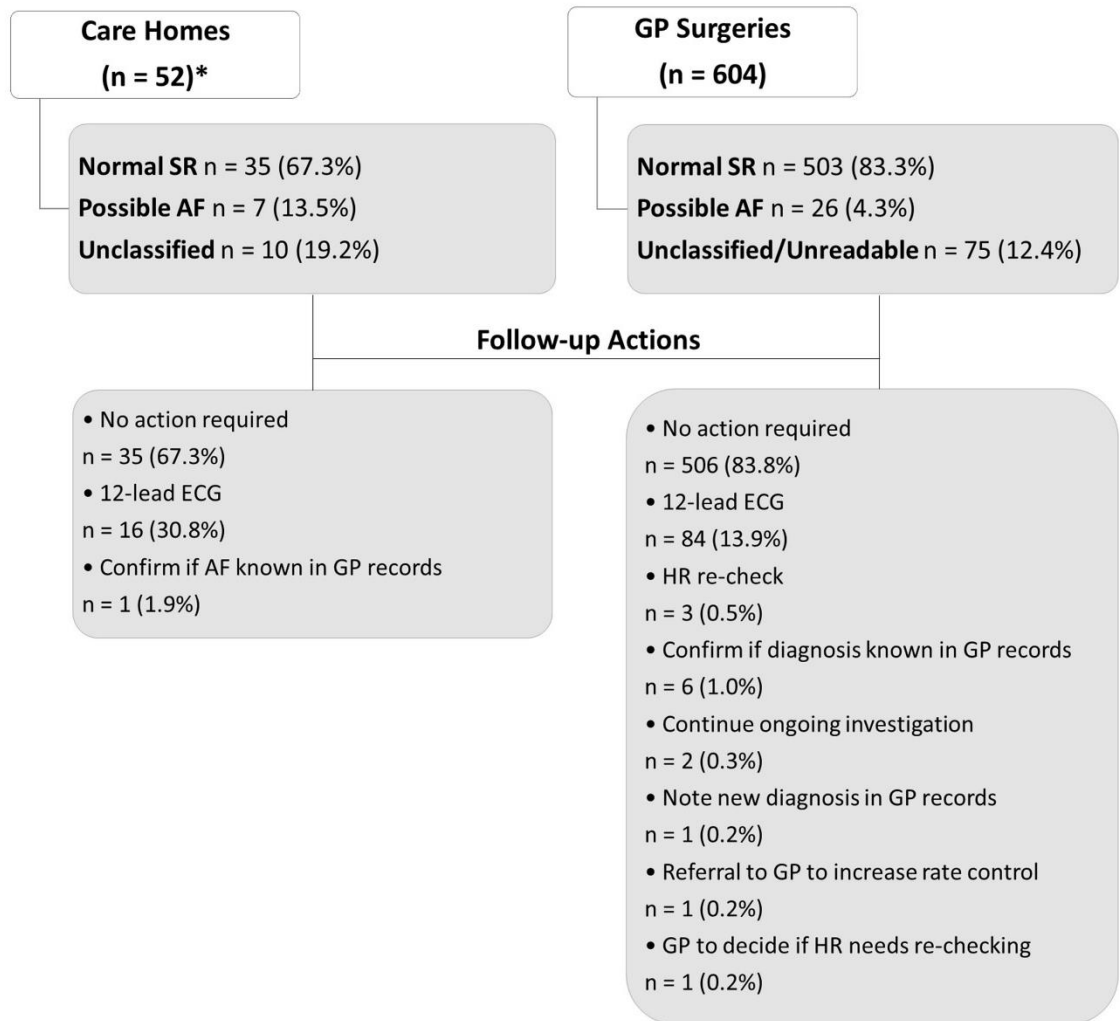 Care Homes
(n = 52)*
GP Surgeries
(n = 604)
Normal SR n = 35 (67.3%)
Possible AF n = 7 (13.5%)
Unclassified n = 10 (19.2%)
Normal SR n = 503 (83.3%)
Possible AF n = 26 (4.3%)
Unclassified/Unreadable n = 75 (12.4%)
Follow-up Actions
• No action required
n = 35 (67.3%)
• 12-lead ECG
n = 16 (30.8%)
• Confirm if AF known in GP records
n = 1 (1.9%)
• No action required
n = 506 (83.8%)
• 12-lead ECG
n = 84 (13.9%)
• HR re-check
n = 3 (0.5%)
• Confirm if diagnosis known in GP records
n = 6 (1.0%)
• Continue ongoing investigation
n = 2 (0.3%)
• Note new diagnosis in GP records
n = 1 (0.2%)
• Referral to GP to increase rate control
n = 1 (0.2%)
• GP to decide if HR needs re-checking
n = 1 (0.2%)